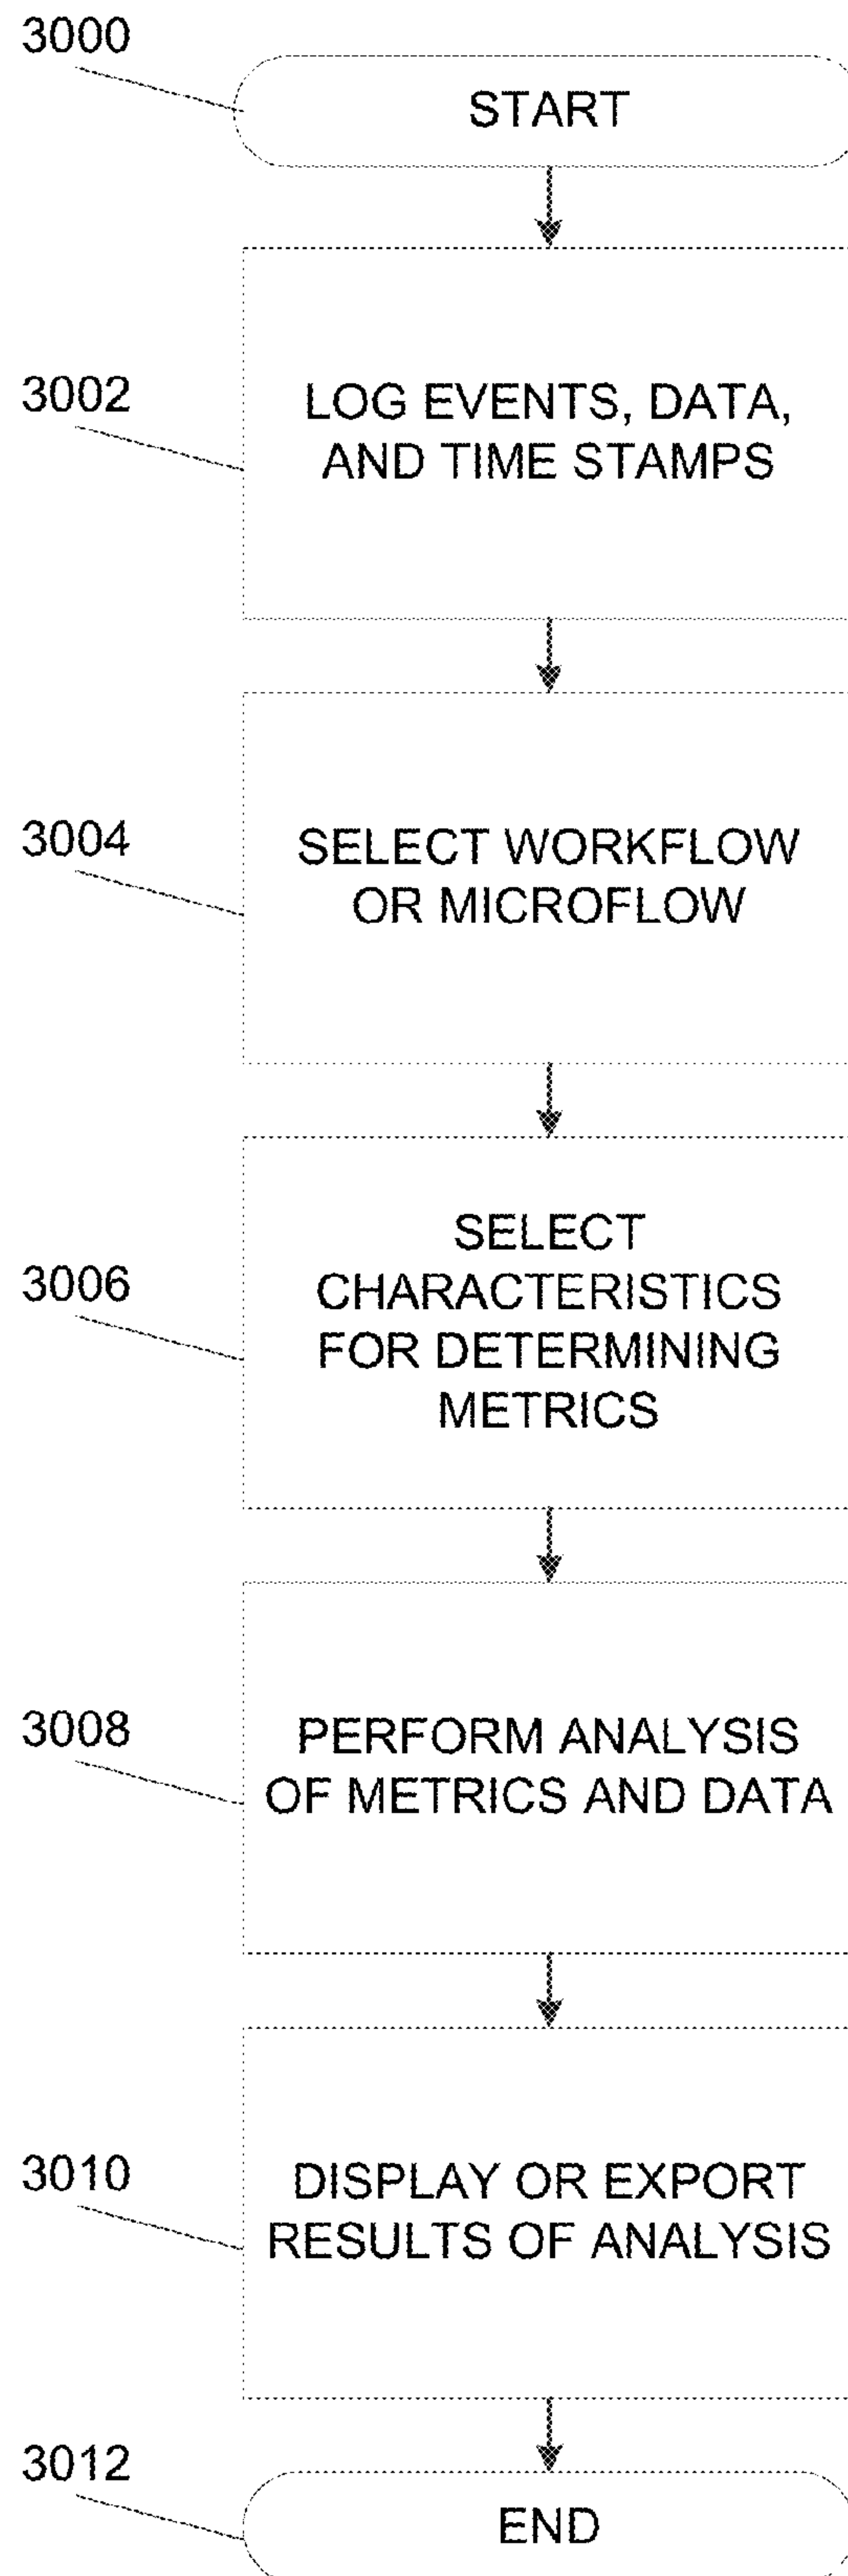 3000
START
3002
LOG EVENTS, DATA,
AND TIME STAMPS
3004
SELECT WORKFLOW
OR MICROFLOW
3006
SELECT
CHARACTERISTICS
FOR DETERMINING
METRICS
3008
PERFORM ANALYSIS
OF METRICS AND DATA
3010
DISPLAY OR EXPORT
RESULTS OF ANALYSIS
3012
END